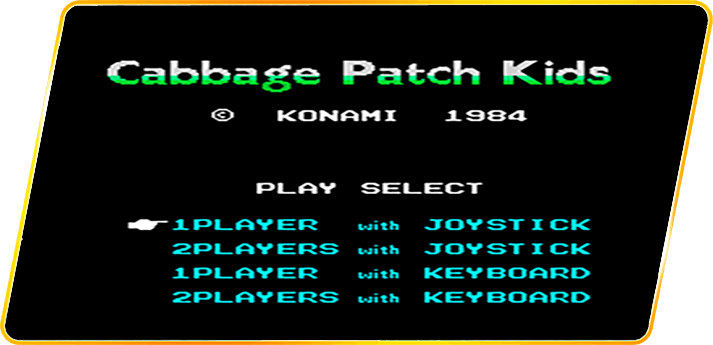 Cabbage Patch Kids
© KONAMI 1984
PLAY SELECT
1PLAYER with JOYSTICK
2PLAYERS with JOYSTICK
1PLAYER with KEYBOARD
2PLAYERS with KEYBOARD